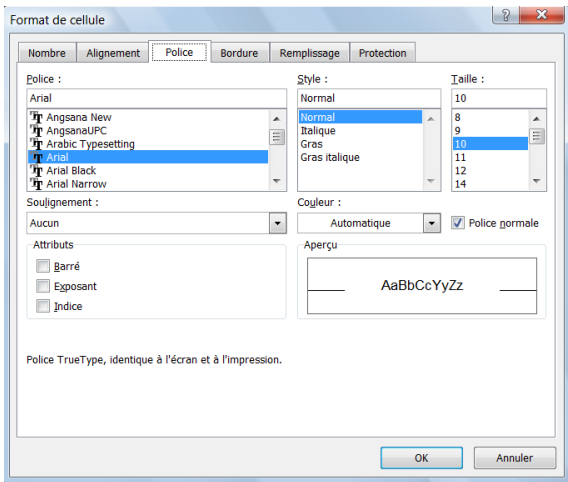 Format de cellule
Nombre Alignement Police Bordure Remplissage Protection
Police : Style : Taille :
Arial Normal 10
Angsana New Normal 8
AngsanaUPC Italique 9
Arabic Typesetting Gras 10
Arial Gras italique 11
Arial Black 12
Arial Narrow 14
Soulignement : Couleur :
Aucun Automatique Police normale
Attributs Aperçu
Barré
Exposant AaBbCcYyZz
Indice
Police TrueType, identique à l'écran et à l'impression.
OK Annuler